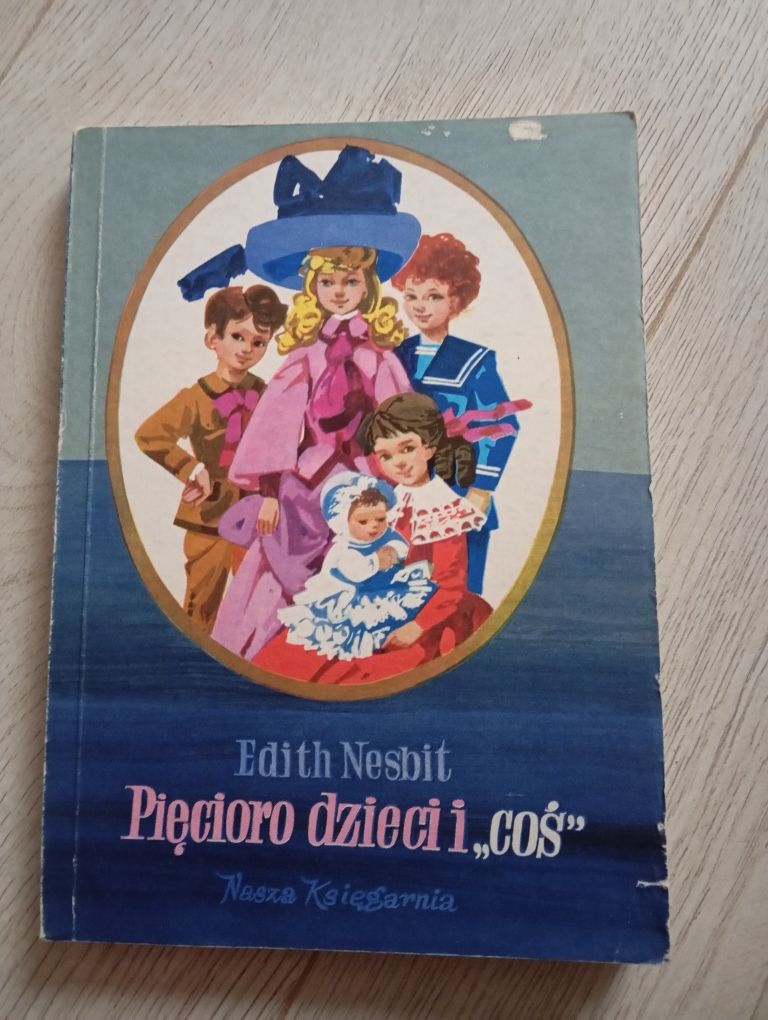 Edith Nesbit
Pięcioro dzieci i „coś”
Nasza Księgarnia